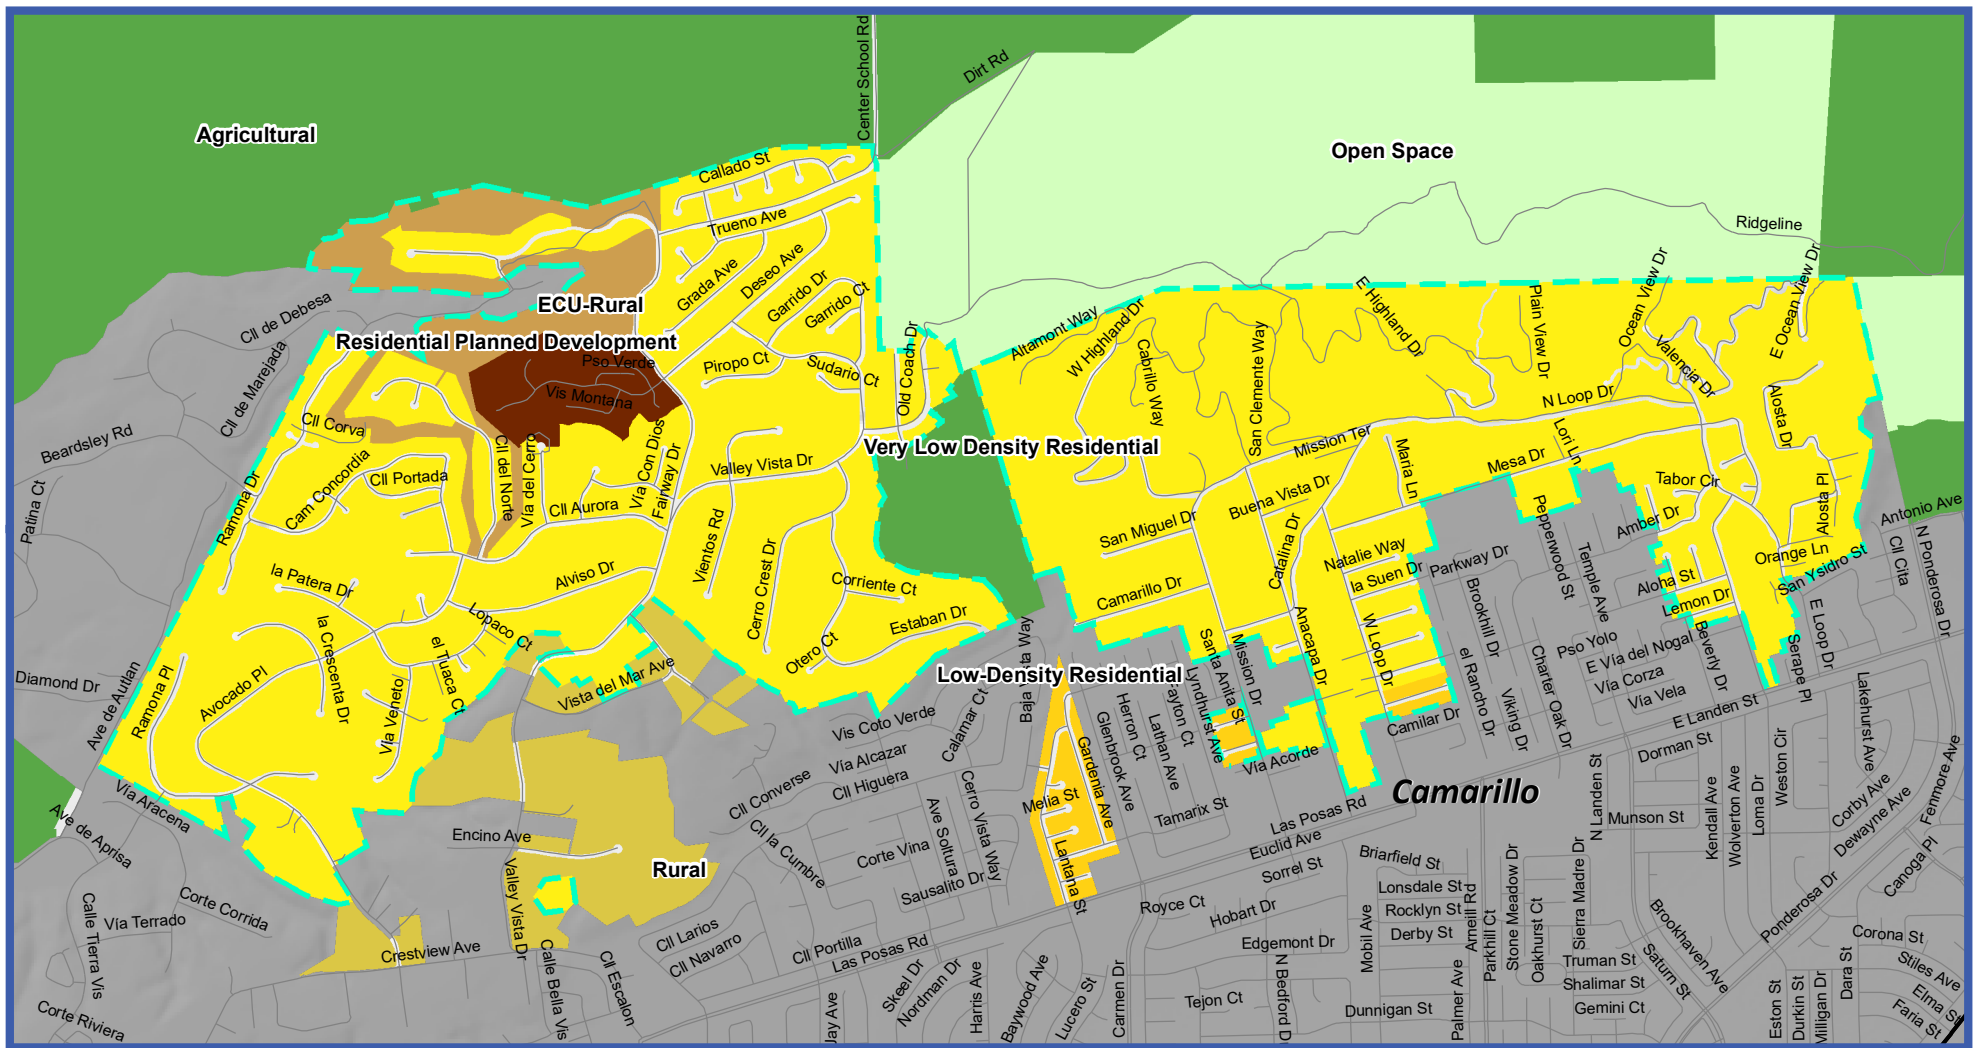 Center School Rd
Dirt Rd
Agricultural
Open Space
Callado St
Ridgeline
Trueno Ave
Grada Ave
Deseo Ave
Garrido Dr
Garrido Ct
Cll de Debesa
ECU-Rural
Residential Planned Development
Pso Verde
Piropo Ct
Sudario Ct
Old Coach Dr
Altamont Way
W Highland Dr
Cabrillo Way
San Clemente Way
E Highland Dr
Plain View Dr
Ocean View Dr
Valencia Dr
E Ocean View Dr
Cll de Marejada
Vis Montana
N Loop Dr
Alosta Dr
Beardsley Rd
Cll Corva
Cll del Norte
Vía del Cerro
Vía Con Dios
Fairway Dr
Valley Vista Dr
Very Low Density Residential
Mission Ter
Maria Ln
Mesa Dr
Lori Ln
Cam Concordia
Cll Portada
Cll Aurora
Tabor Cir
Patina Ct
Ramona Dr
Buena Vista Dr
San Miguel Dr
Pepperwood St
Amber Dr
Alosta Pl
Antonio Ave
Vientos Rd
Cerro Crest Dr
Catalina Dr
Natalie Way
la Suen Dr
Parkway Dr
Temple Ave
Orange Ln
San Ysidro St
Cll Cita
N Ponderosa Dr
la Patera Dr
Alviso Dr
Corriente Ct
Camarillo Dr
Aloha St
Lemon Dr
Brookhill Dr
la Crescenta Dr
Lopaco Ct
el Tuaca Ct
Estaban Dr
Otero Ct
Anacapa Dr
W Loop Dr
Pso Yolo
E Vía del Nogal
Beverly Dr
Serape Pl
E Loop Dr
Diamond Dr
Ave de Autlan
Ramona Pl
Avocado Pl
Vía Veneto
Vista del Mar Ave
Low-Density Residential
Santa Anita St
Mission Dr
Lyndhurst Ave
el Rancho Dr
Charter Oak Dr
Viking Dr
Vía Corza
Vía Vela
Lakehurst Ave
E Landen St
Vis Coto Verde
Calamar Ct
Herron Ct
Glenbrook Ave
Lathan Ave
Camilar Dr
Dorman St
Vía Alcazar
Cll Higuera
Gardenia Ave
Vía Acorde
Camarillo
N Landen St
Weston Cir
Fenmore Ave
Vía Aracena
Cll Converse
Cerro Vista Way
Melia St
Tamarix St
Las Posas Rd
Kendall Ave
Wolverton Ave
Loma Dr
Corby Ave
Dewayne Ave
Munson St
Ave de Aprisa
Encino Ave
Ave Soltura
Corte Vina
Euclid Ave
Briarfield St
Canoga Pl
Rural
Cll la Cumbre
Sausalito Dr
Lantana St
Sorrel St
Lonsdale St
Arneill Rd
Stone Meadow Dr
Sierra Madre Dr
Corte Corrida
Calle Tierra Vis
Vía Terrado
Valley Vista Dr
Royce Ct
Hobart Dr
Rocklyn St
Parkhill Ct
Oakhurst Ct
Brookhaven Ave
Ponderosa Dr
Crestview Ave
Calle Bella Vis
Cll Escalon
Cll Larios
Cll Navarro
Cll Portilla
Las Posas Rd
Edgemont Dr
Mobil Ave
Derby St
Corona St
Truman St
Saturn St
Stiles Ave
Skeel Dr
Nordman Dr
Harris Ave
Baywood Ave
Lucero St
Carmen Dr
Tejon Ct
N Bedford Dr
Dunnigan St
Palmer Ave
Shalimar St
Gemini Ct
Eston St
Durkin St
Milligan Dr
Dara St
Elma St
Faria St
Corte Riviera
Jay Ave